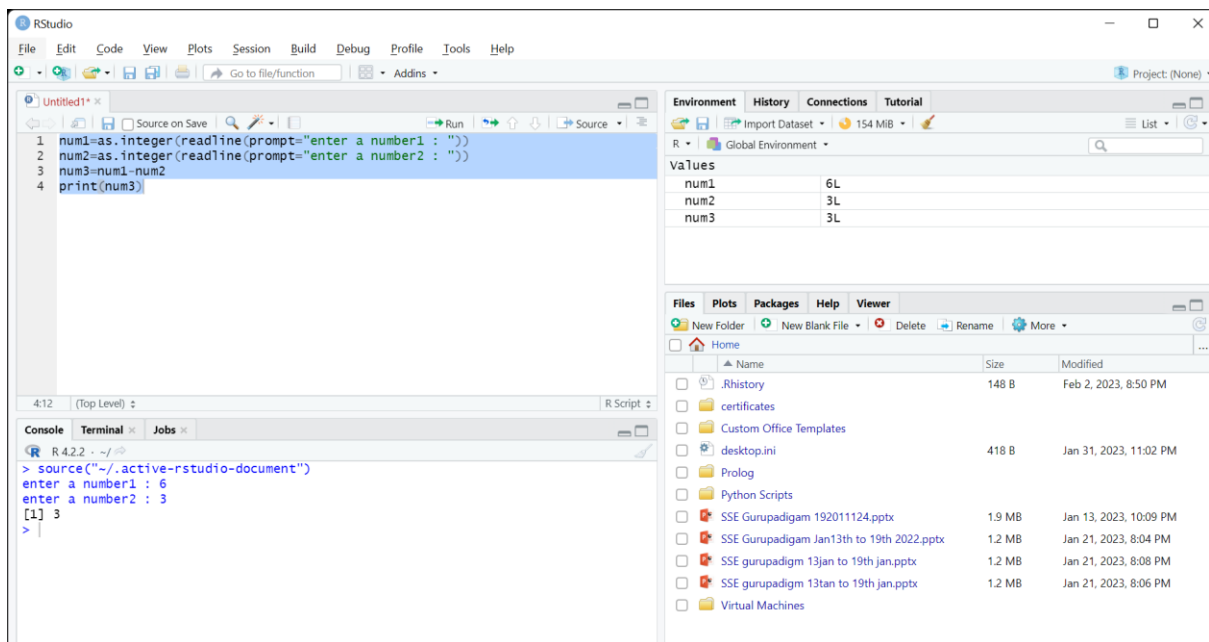 RStudio
File Edit Code View Plots Session Build Debug Profile Tools Help
Go to file/function Addins Project: (None)
Untitled1*
Source on Save Run Source
1 num1=as.integer(readline(prompt="enter a number1 : "))
2 num2=as.integer(readline(prompt="enter a number2 : "))
3 num3=num1-num2
4 print(num3)
4:12 (Top Level) R Script
Console Terminal Jobs
R 4.2.2 · ~/
> source("~/.active-rstudio-document")
enter a number1 : 6
enter a number2 : 3
[1] 3
>
Environment History Connections Tutorial
Import Dataset 154 MiB List
R Global Environment
Values
num1 6L
num2 3L
num3 3L
Files Plots Packages Help Viewer
New Folder New Blank File Delete Rename More
Home ...
Name Size Modified
.Rhistory 148 B Feb 2, 2023, 8:50 PM
certificates
Custom Office Templates
desktop.ini 418 B Jan 31, 2023, 11:02 PM
Prolog
Python Scripts
SSE Gurupadigam 192011124.pptx 1.9 MB Jan 13, 2023, 10:09 PM
SSE Gurupadigam Jan13th to 19th 2022.pptx 1.2 MB Jan 21, 2023, 8:04 PM
SSE gurupadigm 13jan to 19th jan.pptx 1.2 MB Jan 21, 2023, 8:08 PM
SSE gurupadigm 13tan to 19th jan.pptx 1.2 MB Jan 21, 2023, 8:06 PM
Virtual Machines